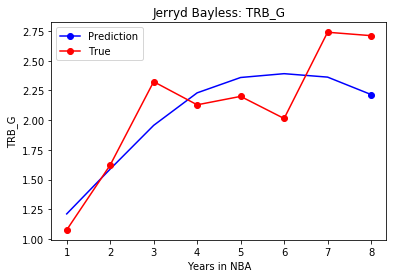 Jerryd Bayless: TRB_G
Prediction
True
2.75
2.50
2.25
2.00
1.75
1.50
1.25
1.00
TRB_G
1 2 3 4 5 6 7 8
Years in NBA